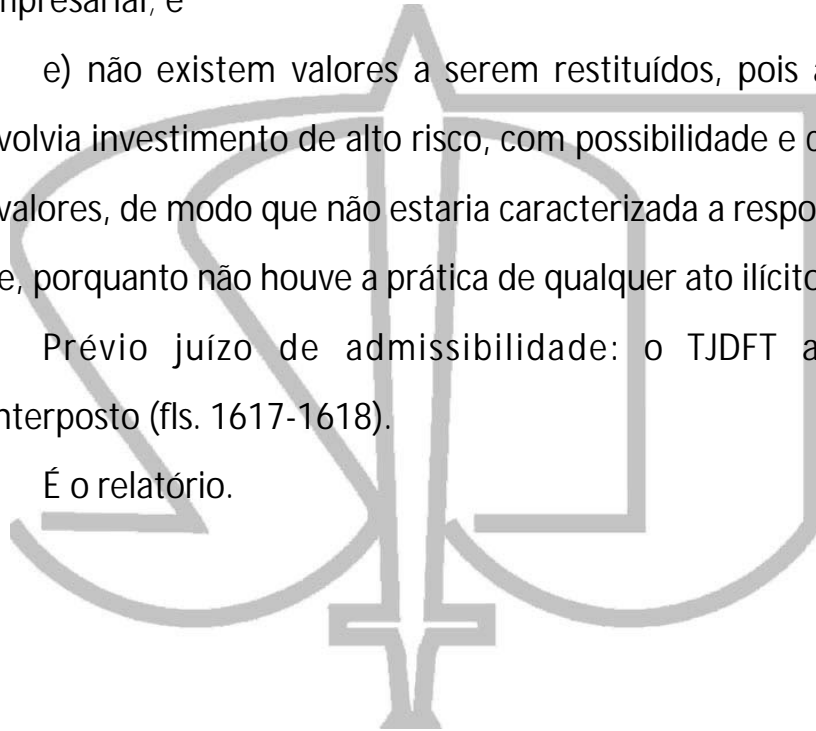 mpresarial; e
e) não existem valores a serem restituídos, pois a
volvia investimento de alto risco, com possibilidade e
valores, de modo que não estaria caracterizada a respo
e, porquanto não houve a prática de qualquer ato ilícito
Prévio juízo de admissibilidade: o TJDFT a
nterposto (fls. 1617-1618).
É o relatório.